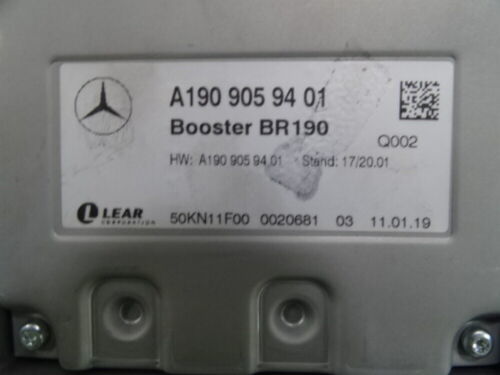 A190 905 94 01
Booster BR190
Q002
HW: A190 905 94 01 Stand: 17/20.01
LEAR
CORPORATION
50KN11F00 0020681 03 11.01.19